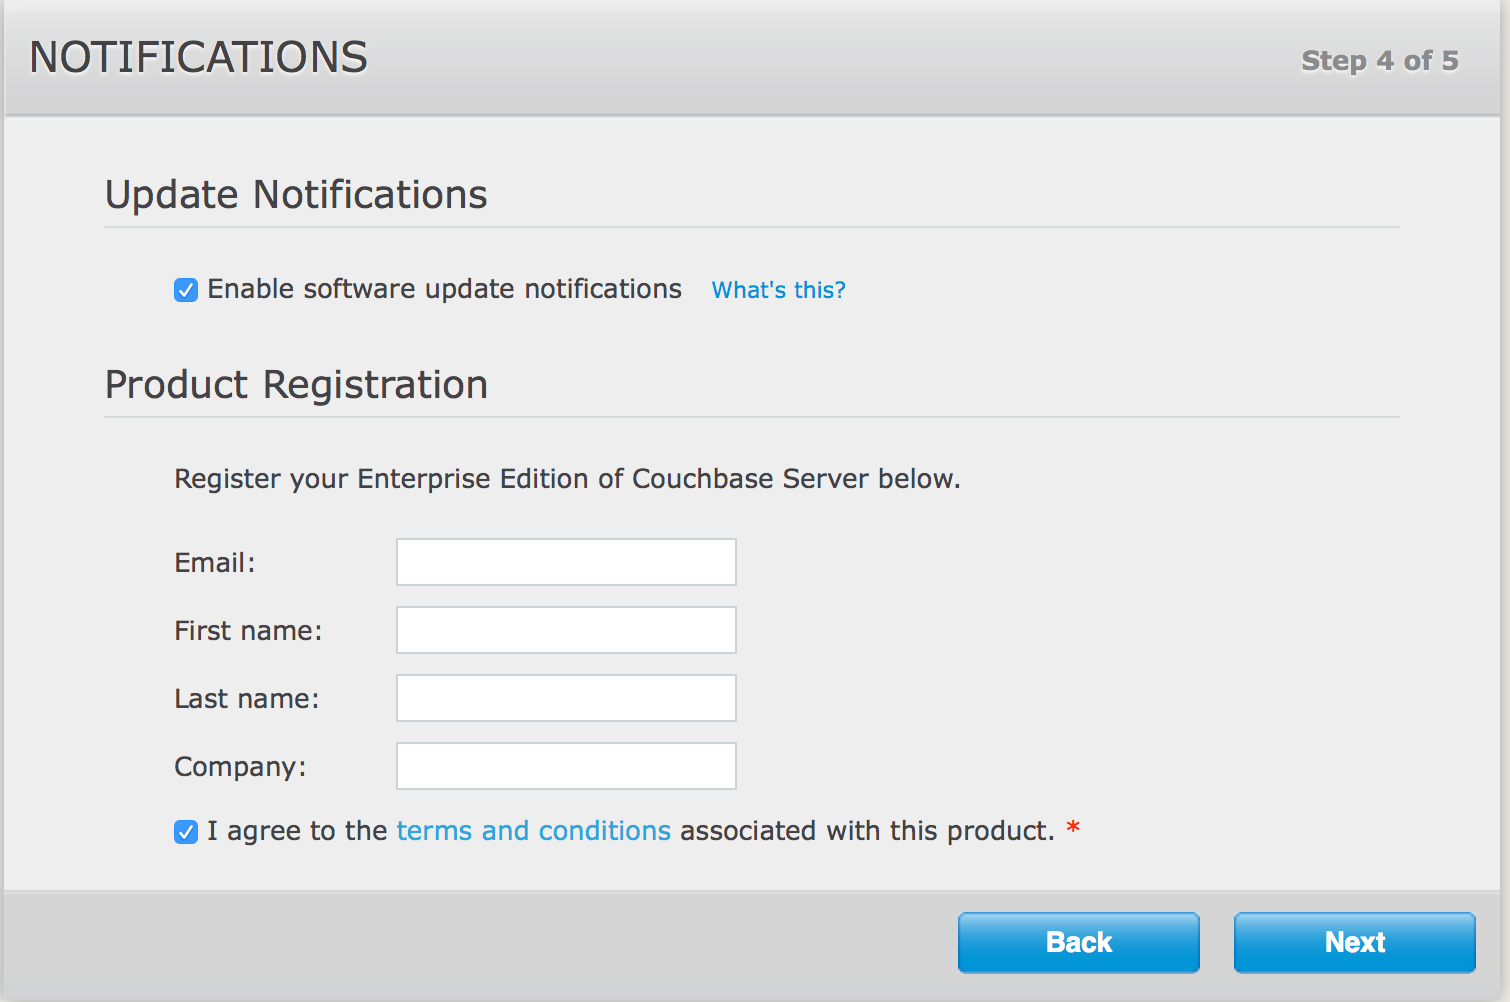 NOTIFICATIONS
Step 4 of 5
Update Notifications
Enable software update notifications What's this?
Product Registration
Register your Enterprise Edition of Couchbase Server below.
Email:
First name:
Last name:
Company:
I agree to the terms and conditions associated with this product. *
Back Next